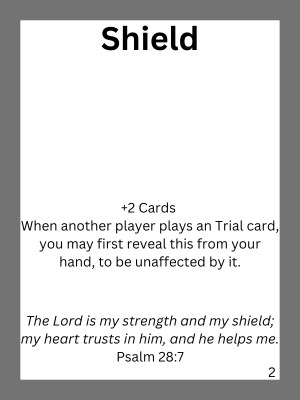 Shield
+2 Cards
When another player plays an Trial card,
you may first reveal this from your
hand, to be unaffected by it.
The Lord is my strength and my shield;
my heart trusts in him, and he helps me.
Psalm 28:7
2